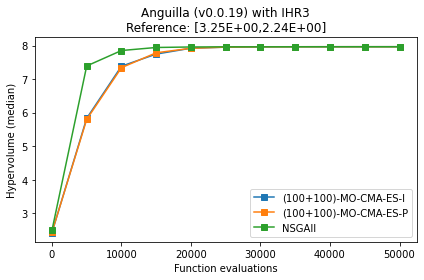 Anguilla (v0.0.19) with IHR3
Reference: [3.25E+00,2.24E+00]
Hypervolume (median)
8
7
6
5
4
3
(100+100)-MO-CMA-ES-I
(100+100)-MO-CMA-ES-P
NSGAII
0 10000 20000 30000 40000 50000
Function evaluations